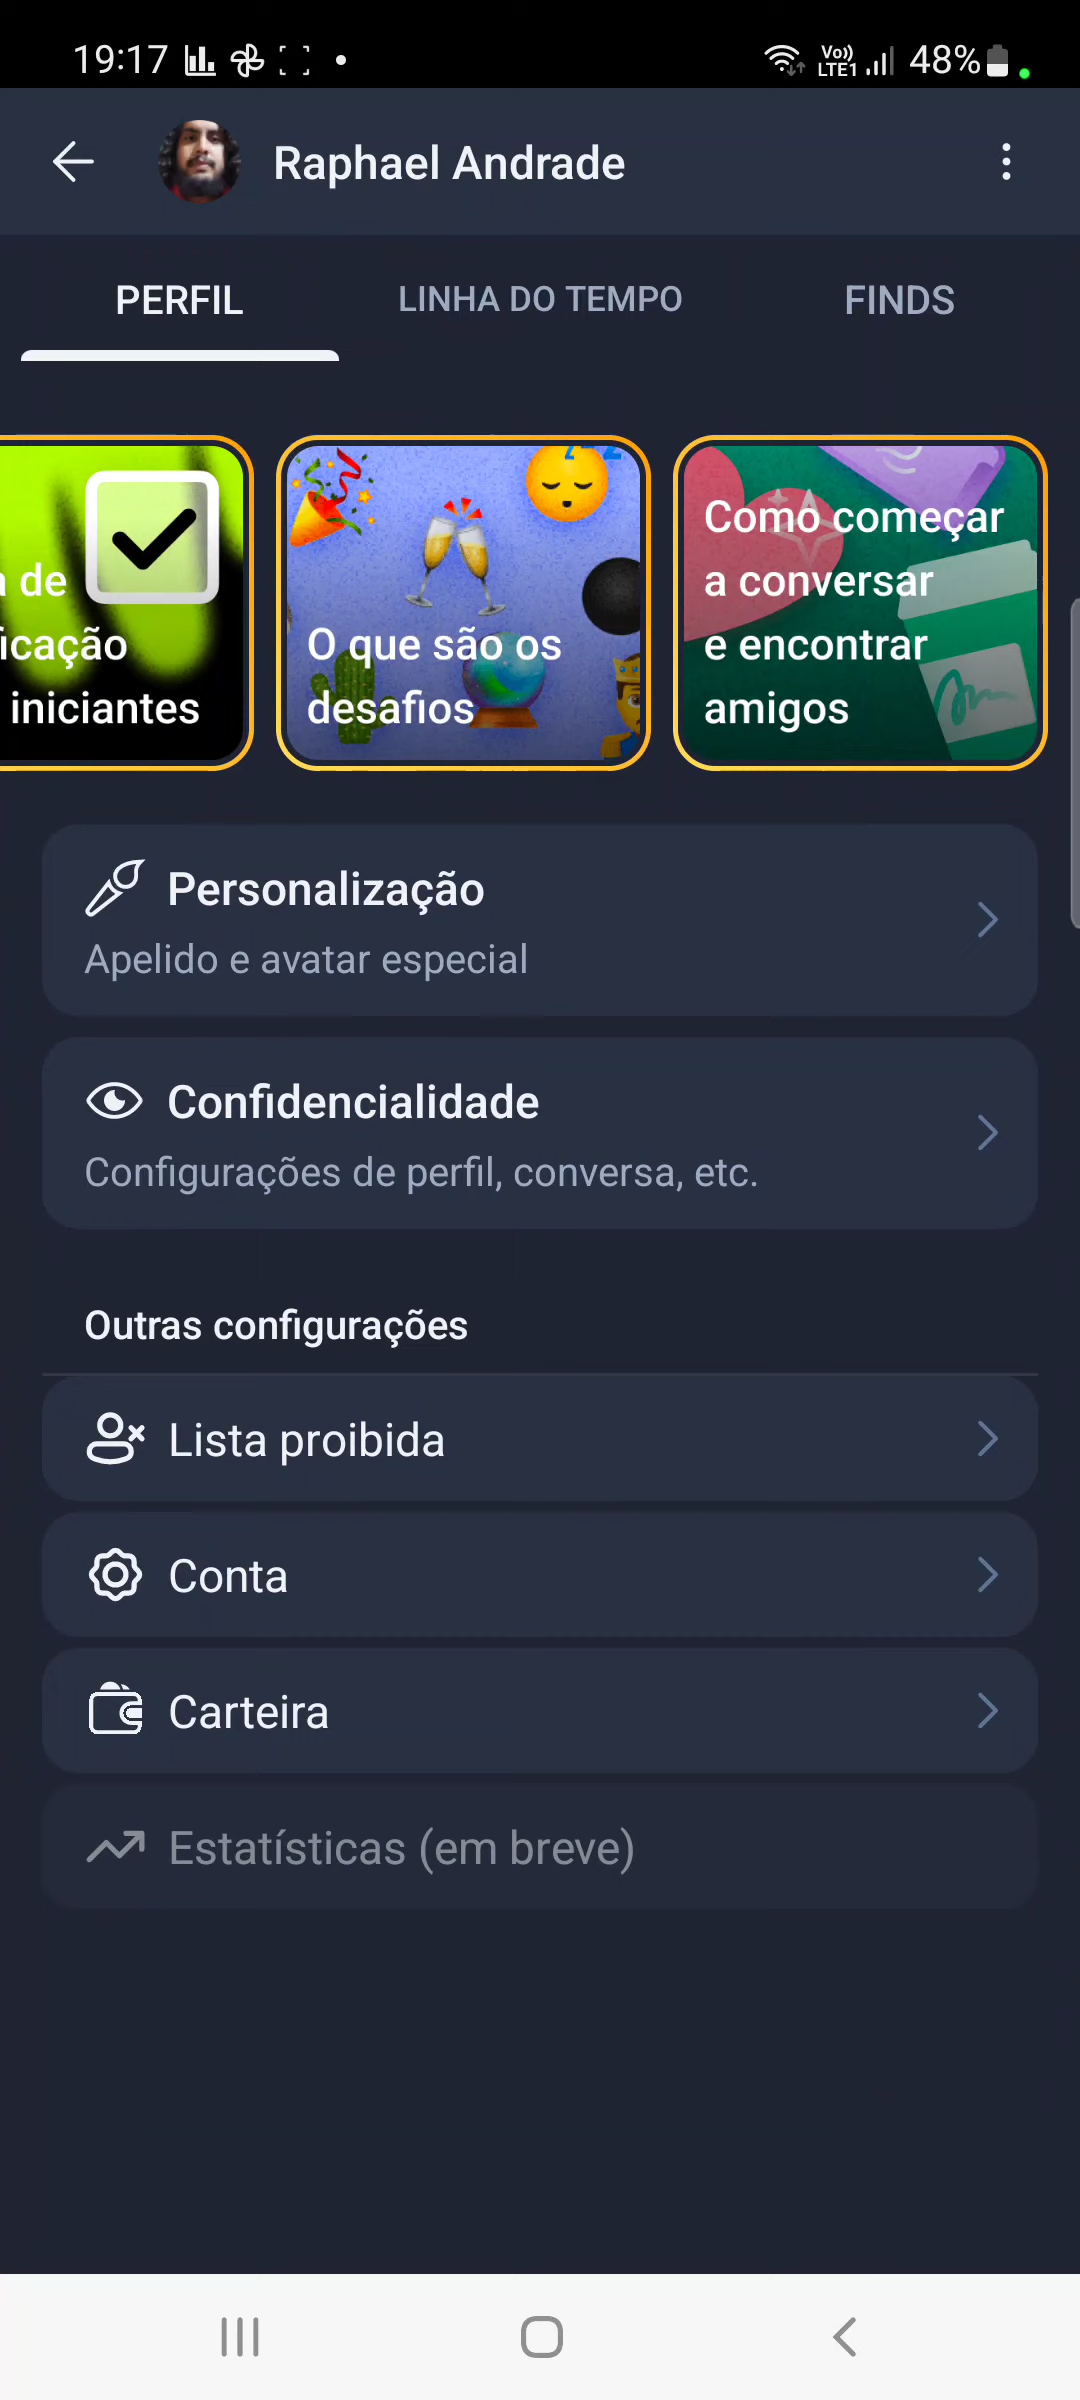 19:17
Vo)) LTE1
48%
Raphael Andrade
PERFIL
LINHA DO TEMPO
FINDS
de
icação
iniciantes
O que são os
desafios
Como começar
a conversar
e encontrar
amigos
Personalização
Apelido e avatar especial
Confidencialidade
Configurações de perfil, conversa, etc.
Outras configurações
Lista proibida
Conta
Carteira
Estatísticas (em breve)